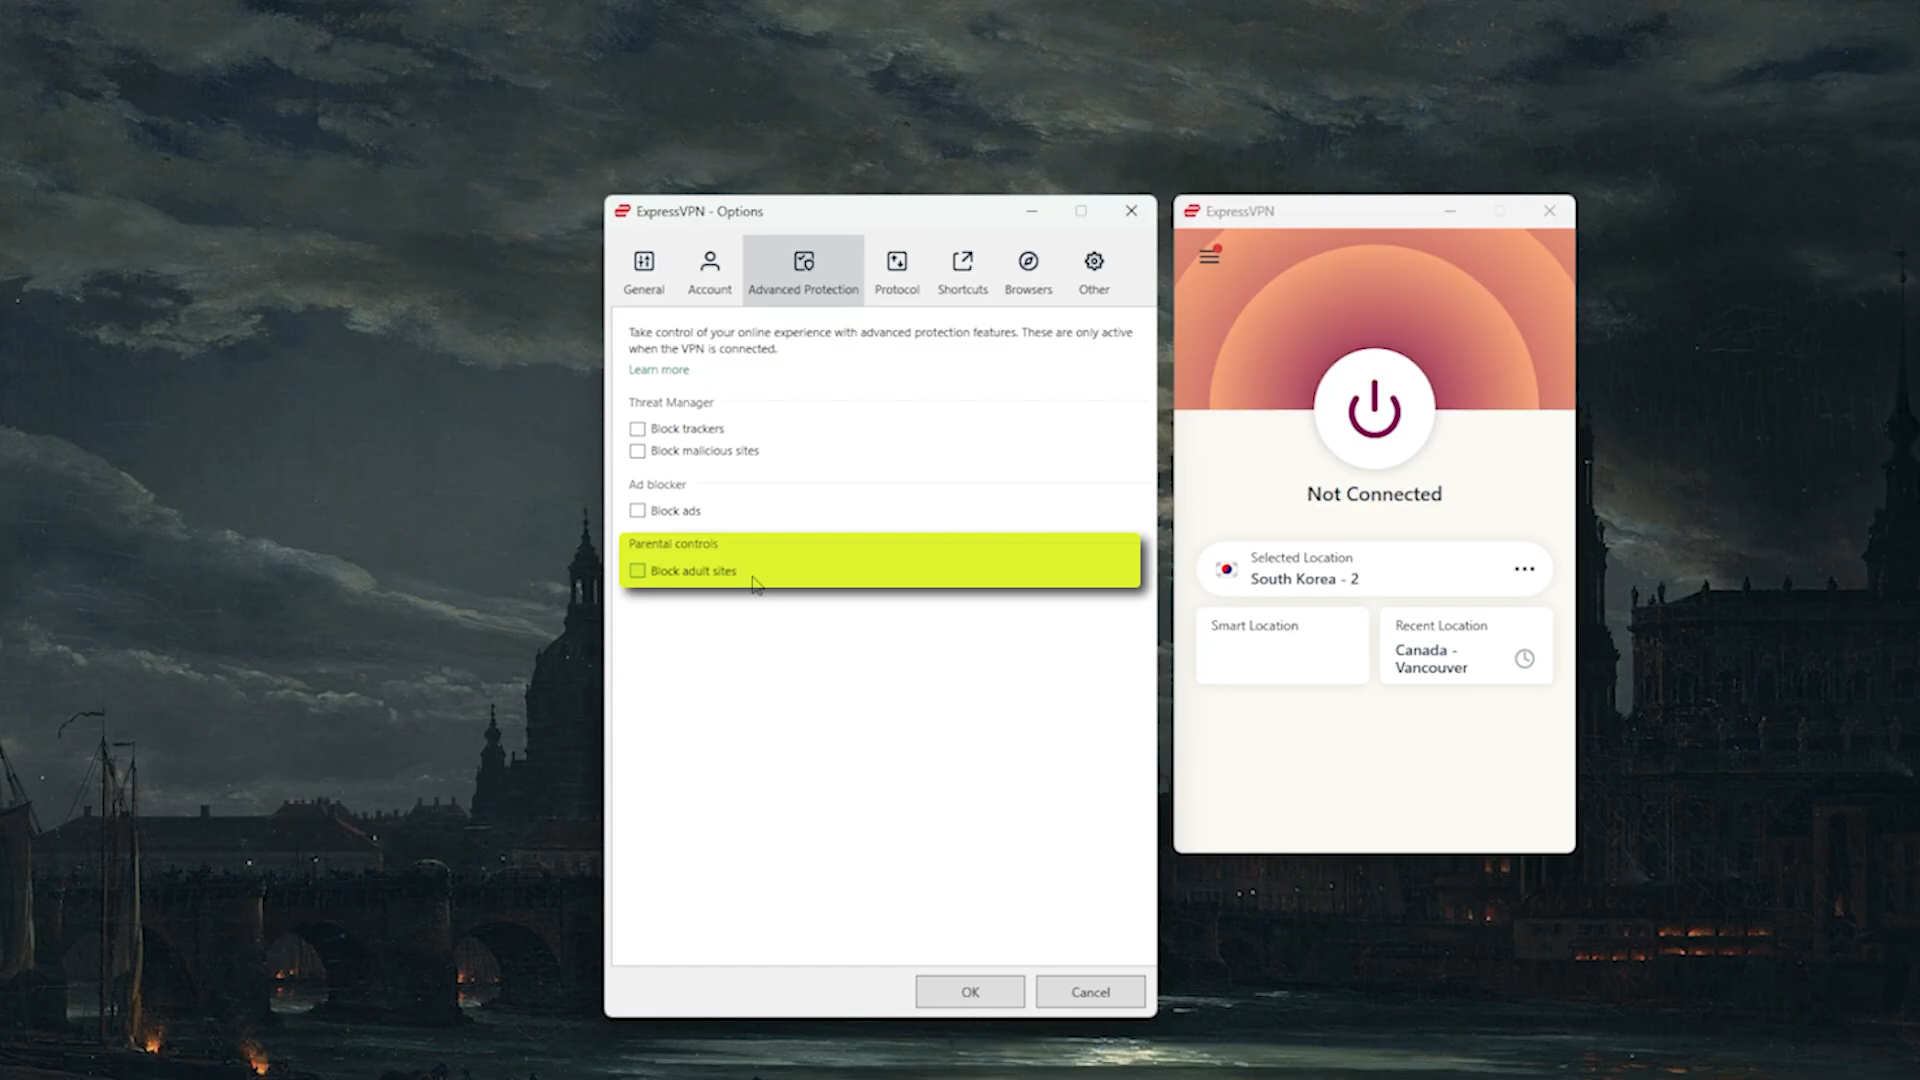 ExpressVPN - Options
General
Account
Advanced Protection
Protocol
Shortcuts
Browsers
Other
Take control of your online experience with advanced protection features. These are only active
when the VPN is connected.
Learn more
Threat Manager
Block trackers
Block malicious sites
Ad blocker
Block ads
Parental controls
Block adult sites
OK
Cancel
ExpressVPN
Not Connected
Selected Location
South Korea - 2
Smart Location
Recent Location
Canada -
Vancouver